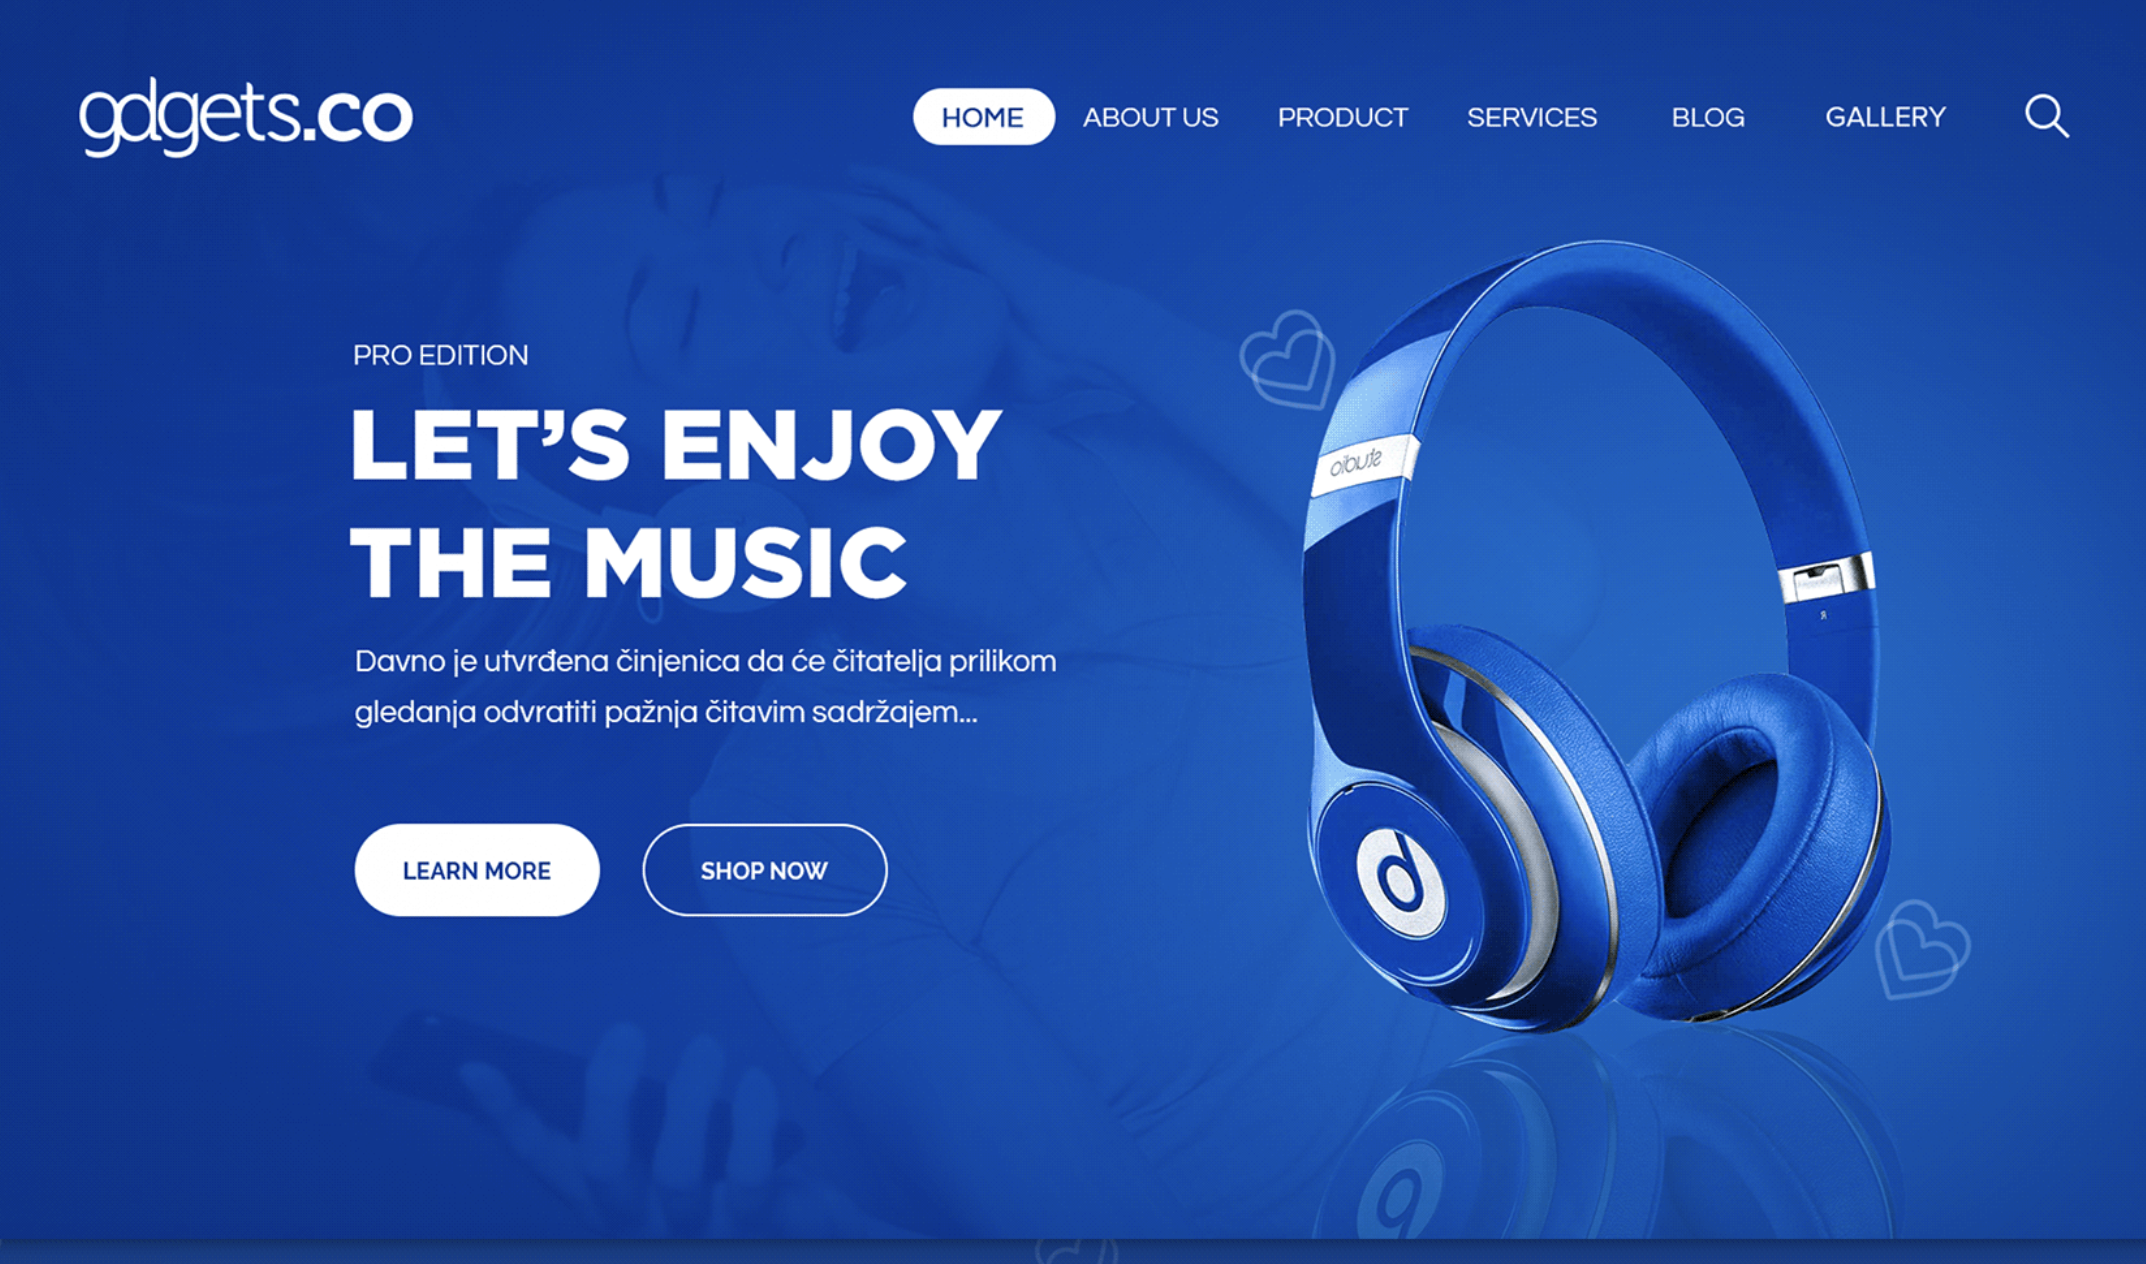 gdgets.co
HOME ABOUT US PRODUCT SERVICES BLOG GALLERY
PRO EDITION
LET’S ENJOY
THE MUSIC
Davno je utvrđena činjenica da će čitatelja prilikom
gledanja odvratiti pažnja čitavim sadržajem...
LEARN MORE SHOP NOW
studio
R
b